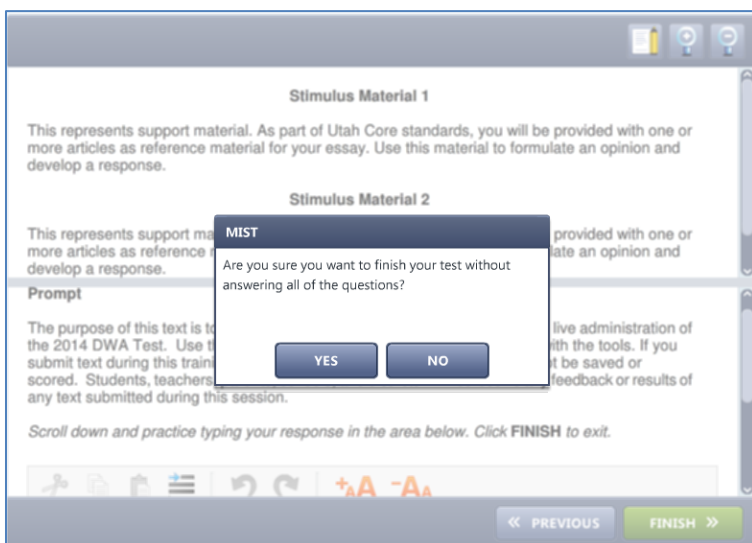 Stimulus Material 1
This represents support material. As part of Utah Core standards, you will be provided with one or
more articles as reference material for your essay. Use this material to formulate an opinion and
develop a response.
Stimulus Material 2
This represents support ma provided with one or
more articles as reference late an opinion and
develop a response.
MIST
Are you sure you want to finish your test without
answering all of the questions?
YES NO
Prompt
The purpose of this text is to live administration of
the 2014 DWA Test. Use with the tools. If you
submit text during this traini be saved or
scored. Students, teachers feedback or results of
any text submitted during this session.
Scroll down and practice typing your response in the area below. Click FINISH to exit.
+AA -AA
« PREVIOUS FINISH »